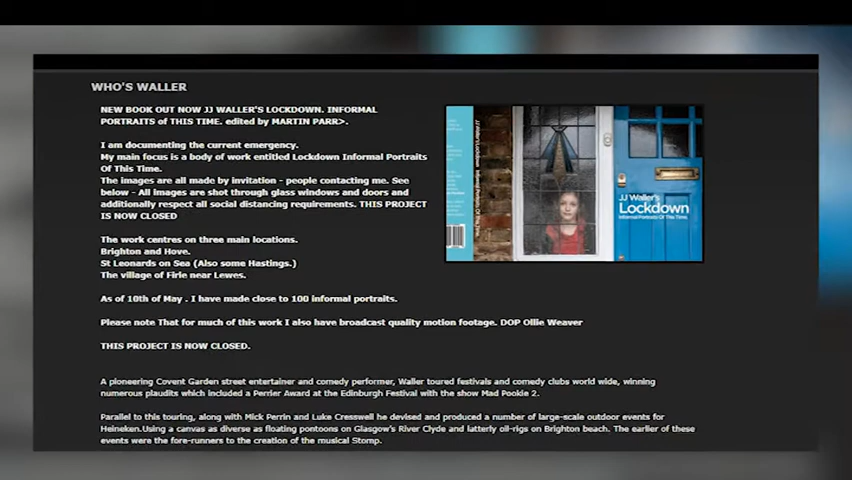 WHO'S WALLER
NEW BOOK OUT NOW JJ WALLER'S LOCKDOWN. INFORMAL
PORTRAITS of THIS TIME. edited by MARTIN PARR>.
I am documenting the current emergency.
My main focus is a body of work entitled Lockdown Informal Portraits
Of This Time.
The images are all made by invitation - people contacting me. See
below - All images are shot through glass windows and doors and
additionally respect all social distancing requirements. THIS PROJECT
IS NOW CLOSED
The work centres on three main locations.
Brighton and Hove.
St Leonards on Sea (Also some Hastings.)
The village of Firle near Lewes.
As of 10th of May . I have made close to 100 informal portraits.
Please note That for much of this work I also have broadcast quality motion footage. DOP Ollie Weaver
THIS PROJECT IS NOW CLOSED.
A pioneering Covent Garden street entertainer and comedy performer, Waller toured festivals and comedy clubs world wide, winning
numerous plaudits which included a Perrier Award at the Edinburgh Festival with the show Mad Pookie 2.
Parallel to this touring, along with Mick Perrin and Luke Cresswell he devised and produced a number of large-scale outdoor events for
Heineken.Using a canvas as diverse as floating pontoons on Glasgow's River Clyde and latterly oil-rigs on Brighton beach. The earlier of these
events were the fore-runners to the creation of the musical Stomp.
JJ Waller's Lockdown Informal Portraits Of This Time.
JJ Waller's
Lockdown
Informal Portraits Of This Time.